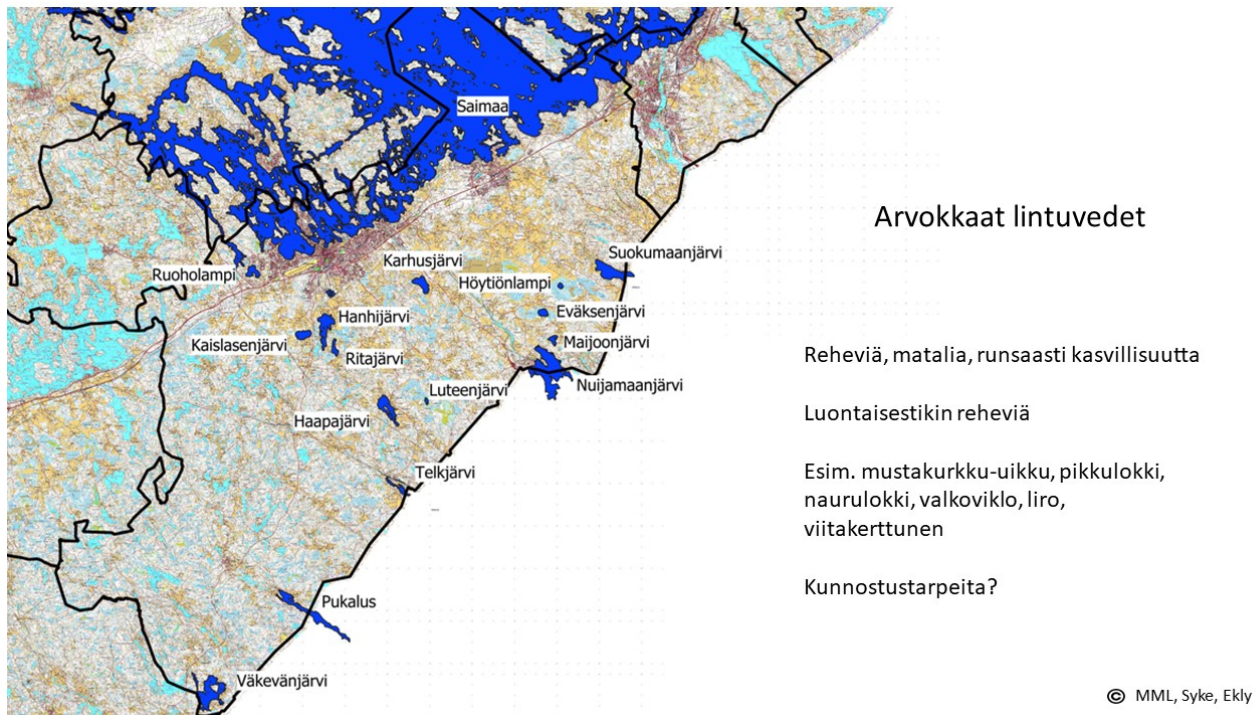 Saimaa
Ruoholampi
Karhusjärvi
Suokumaanjärvi
Höytiönlampi
Hanhijärvi
Eväksenjärvi
Kaislasenjärvi
Maijoonjärvi
Ritajärvi
Nuijamaanjärvi
Luteenjärvi
Haapajärvi
Telkjärvi
Pukalus
Väkevänjärvi
Arvokkaat lintuvedet
Reheviä, matalia, runsaasti kasvillisuutta
Luontaisestikin reheviä
Esim. mustakurkku-uikku, pikkulokki,
naurulokki, valkoviklo, liro,
viitakerttunen
Kunnostustarpeita?
© MML, Syke, Ekly